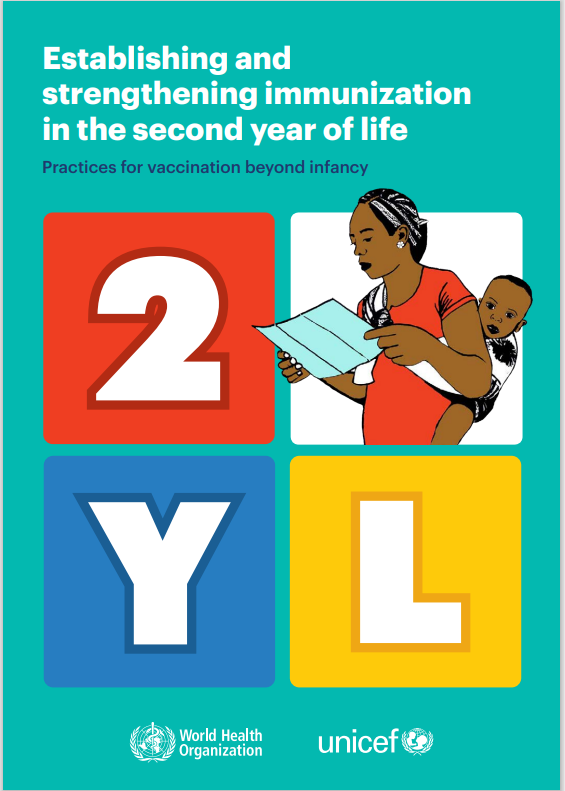 Establishing and
strengthening immunization
in the second year of life
Practices for vaccination beyond infancy
2
Y L
World Health
Organization
unicef